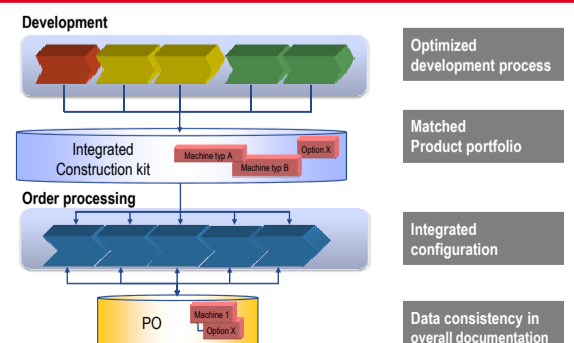 Development
Optimized
development process
Matched
Product portfolio
Integrated
Construction kit
Machine typ A
Machine typ B
Option X
Order processing
Integrated
configuration
PO
Machine 1
Option X
Data consistency in
overall documentation